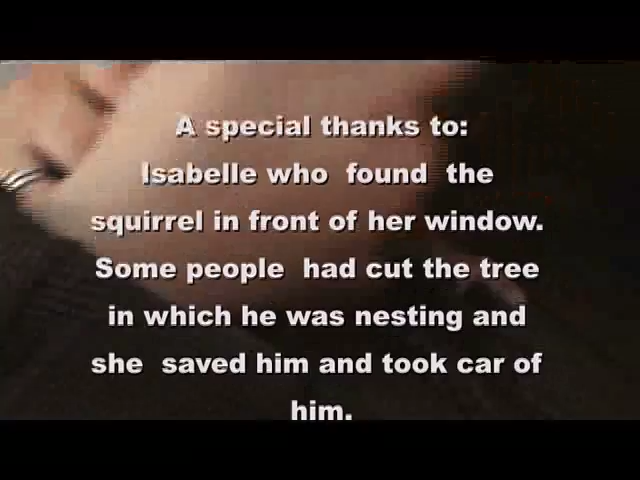 A special thanks to:
Isabelle who found the
squirrel in front of her window.
Some people had cut the tree
in which he was nesting and
she saved him and took car of
him.